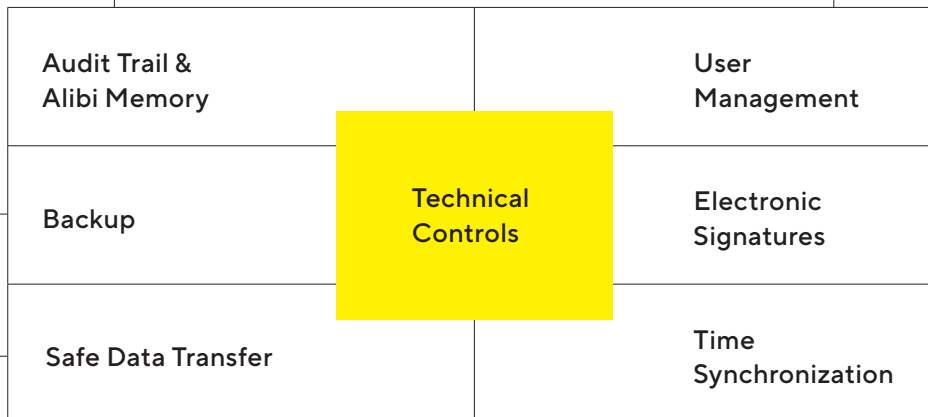 Audit Trail &
Alibi Memory
User
Management
Backup
Technical
Controls
Electronic
Signatures
Safe Data Transfer
Time
Synchronization